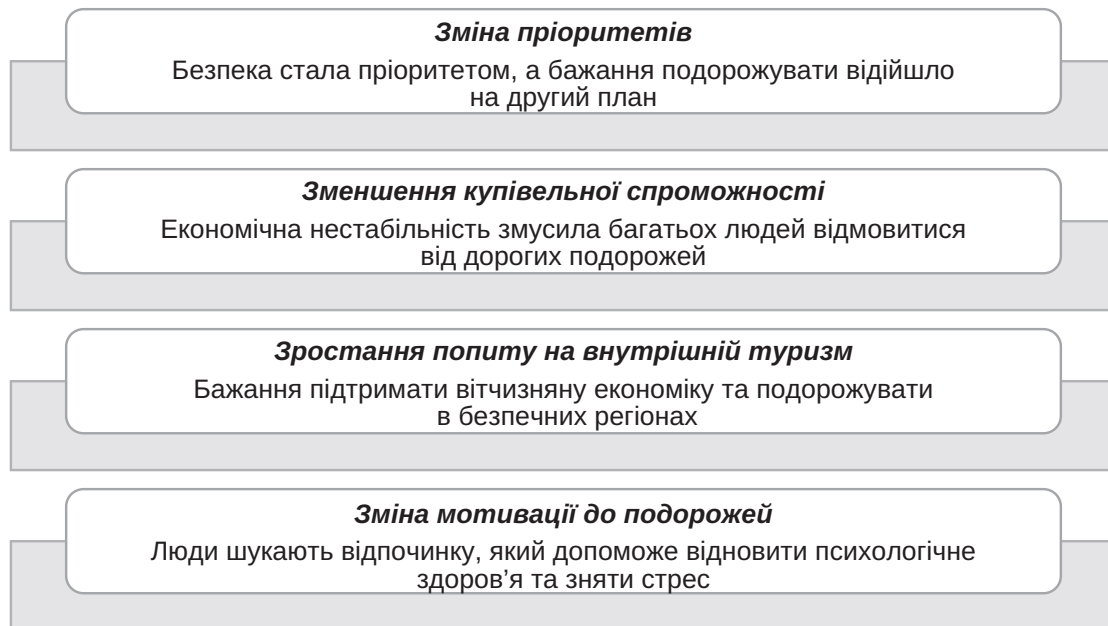 Зміна пріоритетів
Безпека стала пріоритетом, а бажання подорожувати відійшло
на другий план
Зменшення купівельної спроможності
Економічна нестабільність змусила багатьох людей відмовитися
від дорогих подорожей
Зростання попиту на внутрішній туризм
Бажання підтримати вітчизняну економіку та подорожувати
в безпечних регіонах
Зміна мотивації до подорожей
Люди шукають відпочинку, який допоможе відновити психологічне
здоров’я та зняти стрес